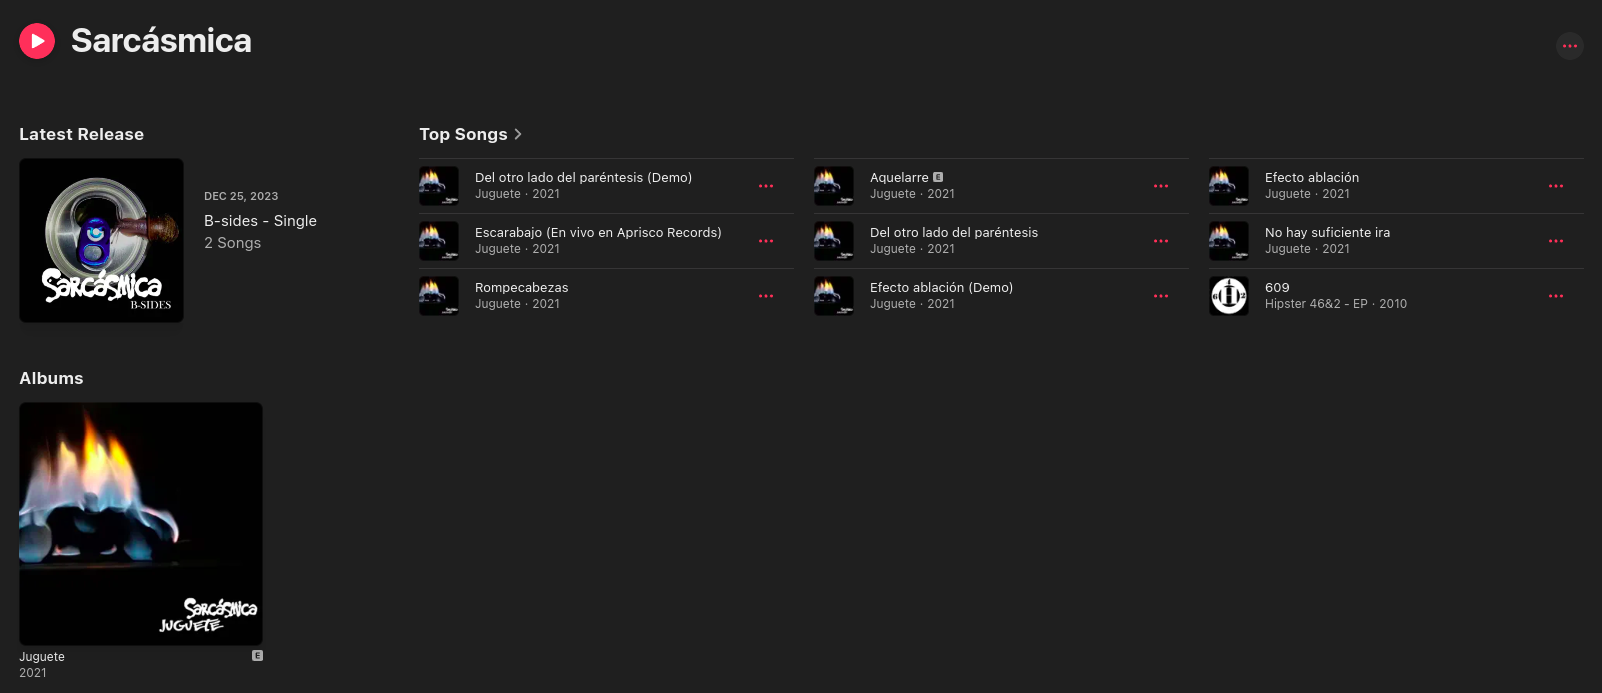 Sarcásmica
Latest Release
SARCÁSMICA
B-SIDES
DEC 25, 2023
B-sides - Single
2 Songs
Top Songs
Del otro lado del paréntesis (Demo)
Juguete · 2021
Escarabajo (En vivo en Aprisco Records)
Juguete · 2021
Rompecabezas
Juguete · 2021
Aquelarre E
Juguete · 2021
Del otro lado del paréntesis
Juguete · 2021
Efecto ablación (Demo)
Juguete · 2021
Efecto ablación
Juguete · 2021
No hay suficiente ira
Juguete · 2021
609
Hipster 46&2 - EP · 2010
Albums
SARCÁSMICA
JUGUETE
Juguete E
2021